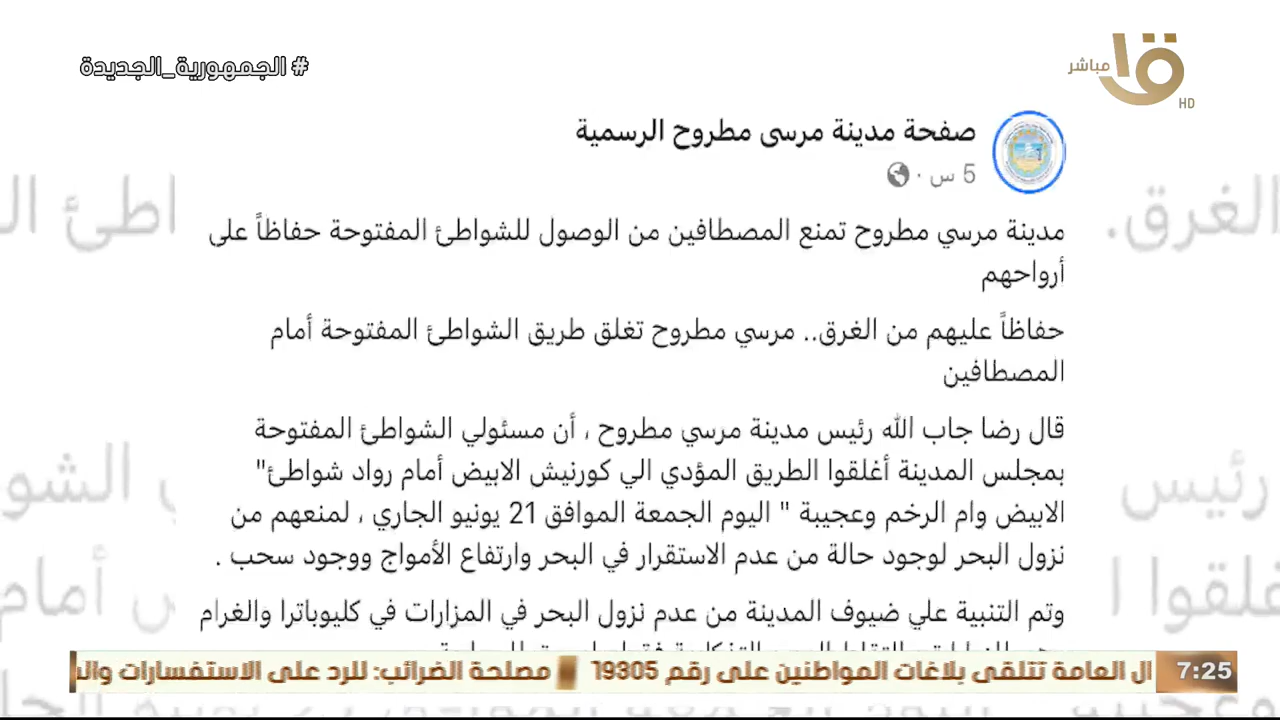 # الجمهورية_الجديدة
مباشر
HD
صفحة مدينة مرسى مطروح الرسمية
5 س ·
مدينة مرسي مطروح تمنع المصطافين من الوصول للشواطئ المفتوحة حفاظاً على
أرواحهم
حفاظاً عليهم من الغرق.. مرسي مطروح تغلق طريق الشواطئ المفتوحة أمام
المصطافين
قال رضا جاب الله رئيس مدينة مرسي مطروح ، أن مسئولي الشواطئ المفتوحة
بمجلس المدينة أغلقوا الطريق المؤدي الي كورنيش الابيض أمام رواد شواطئ"
الابيض وام الرخم وعجيبة " اليوم الجمعة الموافق 21 يونيو الجاري ، لمنعهم من
نزول البحر لوجود حالة من عدم الاستقرار في البحر وارتفاع الأمواج ووجود سحب .
وتم التنبية علي ضيوف المدينة من عدم نزول البحر في المزارات في كليوباترا والغرام
7:25
ال العامة تتلقى بلاغات المواطنين على رقم 19305
مصلحة الضرائب: للرد على الاستفسارات